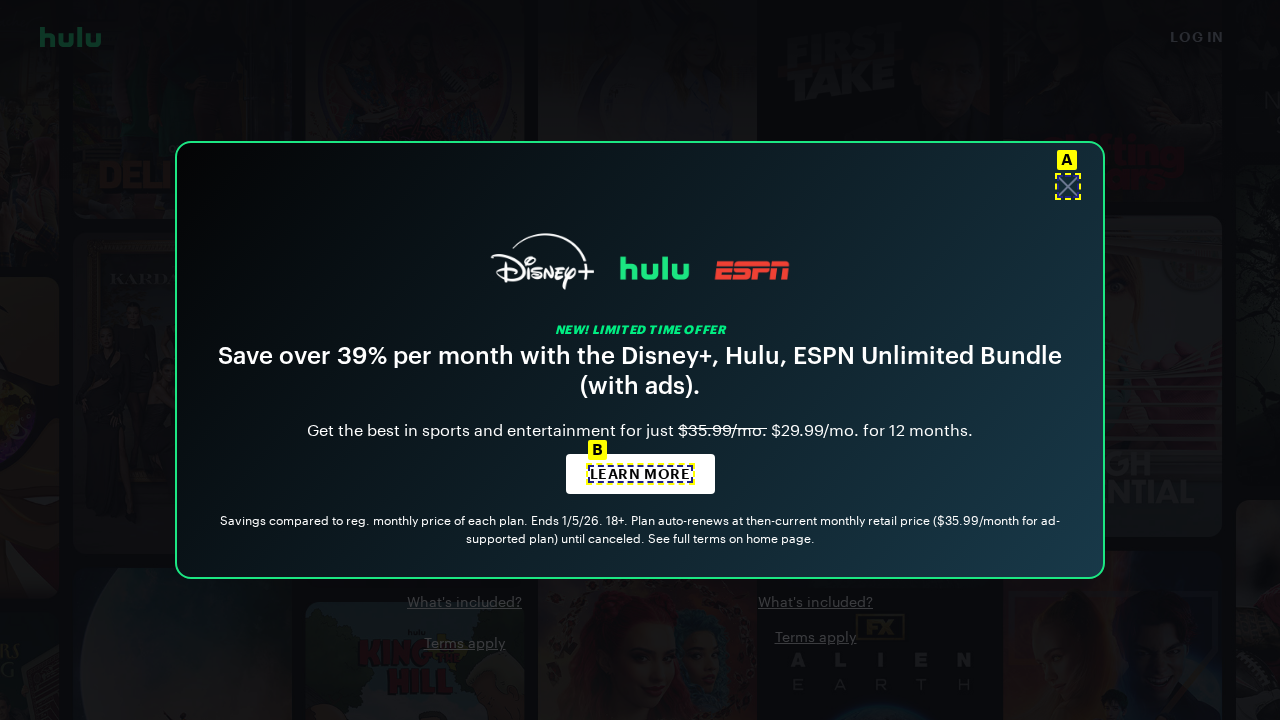 hulu
LOG IN
FIRST
TAKE
DELI
KARDA
A
Disney+ hulu ESPN
NEW! LIMITED TIME OFFER
Save over 39% per month with the Disney+, Hulu, ESPN Unlimited Bundle
(with ads).
Get the best in sports and entertainment for just $35.99/mo. $29.99/mo. for 12 months.
B
LEARN MORE
Savings compared to reg. monthly price of each plan. Ends 1/5/26. 18+. Plan auto-renews at then-current monthly retail price ($35.99/month for ad-
supported plan) until canceled. See full terms on home page.
What's included?
What's included?
Terms apply
Terms apply
FX
KING
HILL
ALIEN
EARTH